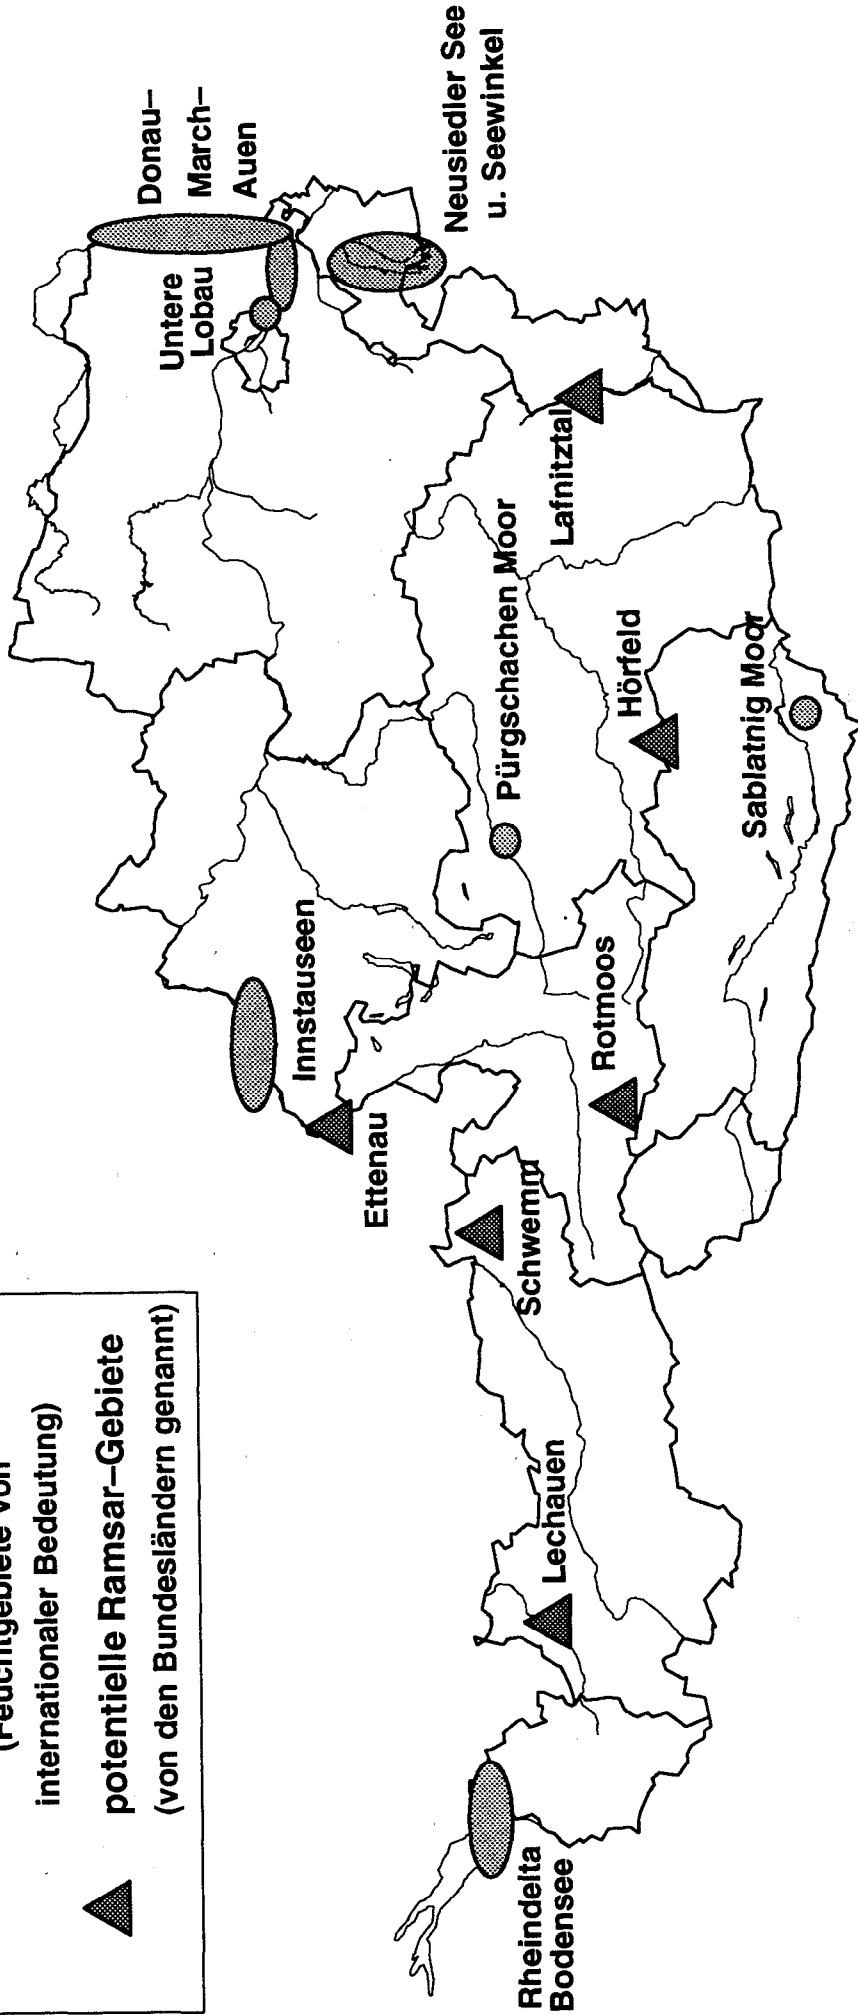 (Feuchtgebiete von
internationaler Bedeutung)
potentielle Ramsar–Gebiete
(von den Bundesländern genannt)
Donau–
March–
Auen
Untere
Lobau
Neusiedler See
u. Seewinkel
Innstauseen
Ettenau
Pürgschachen Moor
Lafnitztal
Schwemm
Rotmoos
Hörfeld
Sablatnig Moor
Lechauen
Rheindelta
Bodensee